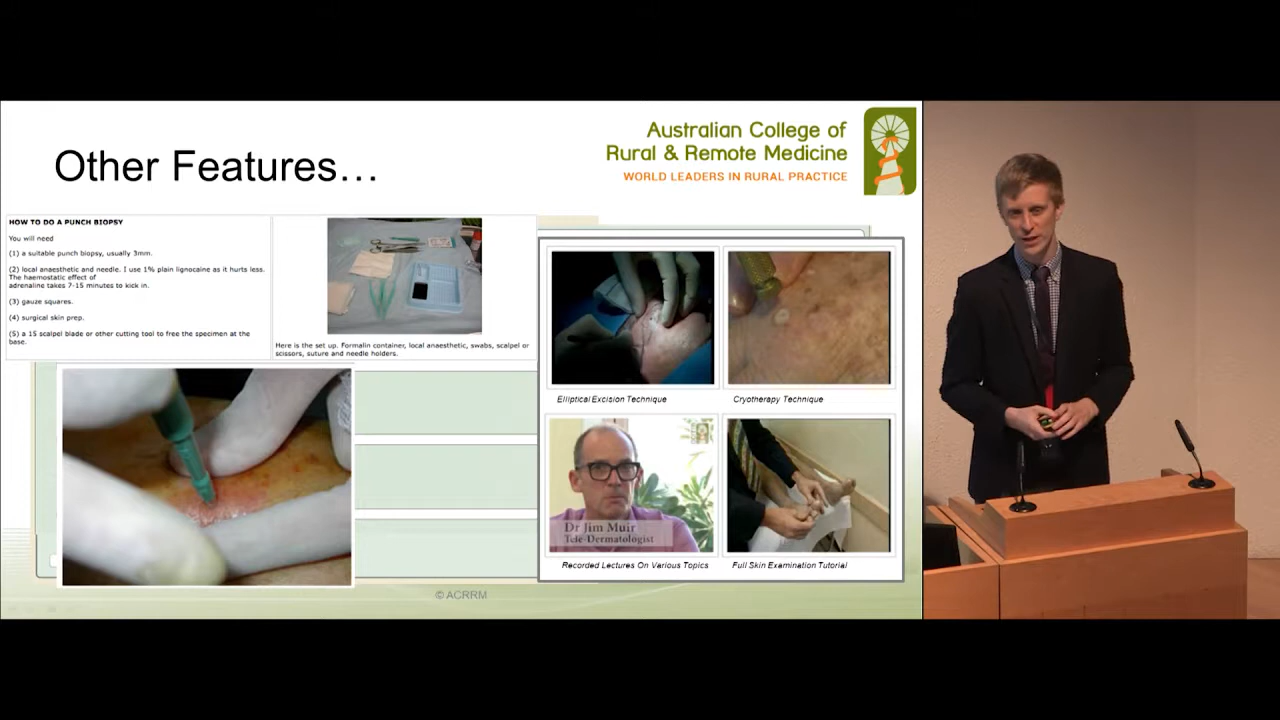 Other Features…
Australian College of
Rural & Remote Medicine
WORLD LEADERS IN RURAL PRACTICE
HOW TO DO A PUNCH BIOPSY
You will need
(1) a suitable punch biopsy, usually 3mm.
(2) local anaesthetic and needle. I use 1% plain lignocaine as it hurts less.
The haemostatic effect of
adrenaline takes 7-15 minutes to kick in.
(3) gauze squares.
(4) surgical skin prep.
(5) a 15 scalpel blade or other cutting tool to free the specimen at the
base.
Here is the set up. Formalin container, local anaesthetic, swabs, scalpel or
scissors, suture and needle holders.
Elliptical Excision Technique
Cryotherapy Technique
Dr Jim Muir
Tele-Dermatologist
Recorded Lectures On Various Topics
Full Skin Examination Tutorial
© ACRRM